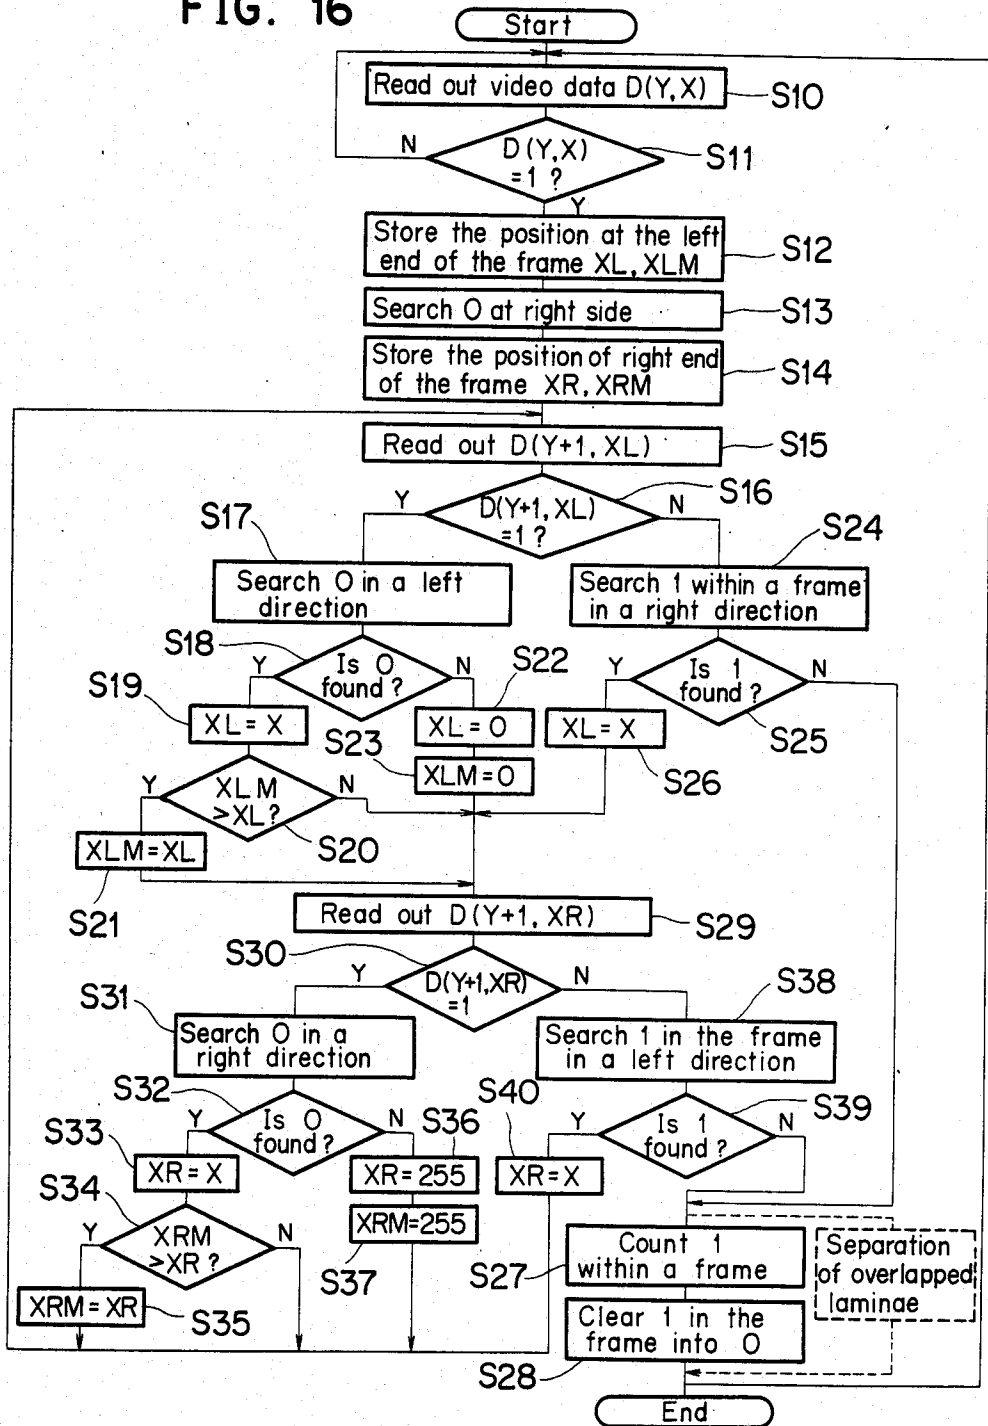 FIG. 16
Start
Read out video data D(Y,X)
S10
N
D(Y,X)
=1 ?
S11
Y
Store the position at the left
end of the frame XL, XLM
S12
Search 0 at right side
S13
Store the position of right end
of the frame XR, XRM
S14
Read out D(Y+1, XL)
S15
Y
D(Y+1, XL)
=1 ?
N
S16
S17
S24
Search 0 in a left
direction
Search 1 within a frame
in a right direction
S18
Y
Is 0
found ?
N
S22
Y
Is 1
found ?
N
S25
S19
XL = X
XL = 0
XL = X
S26
S23
XLM = 0
Y
XLM
>XL?
N
S20
XLM = XL
S21
Read out D(Y+1, XR)
S29
S30
Y
D(Y+1,XR)
=1
N
S31
S38
Search 0 in a
right direction
Search 1 in the frame
in a left direction
S32
Y
Is 0
found ?
N
S36
S40
Y
Is 1
found ?
N
S39
S33
XR = X
XR = 255
XR = X
S34
Y
XRM
>XR ?
N
XRM=255
S37
XRM = XR
S35
Count 1
within a frame
S27
Separation
of overlapped
laminae
Clear 1 in the
frame into 0
S28
End